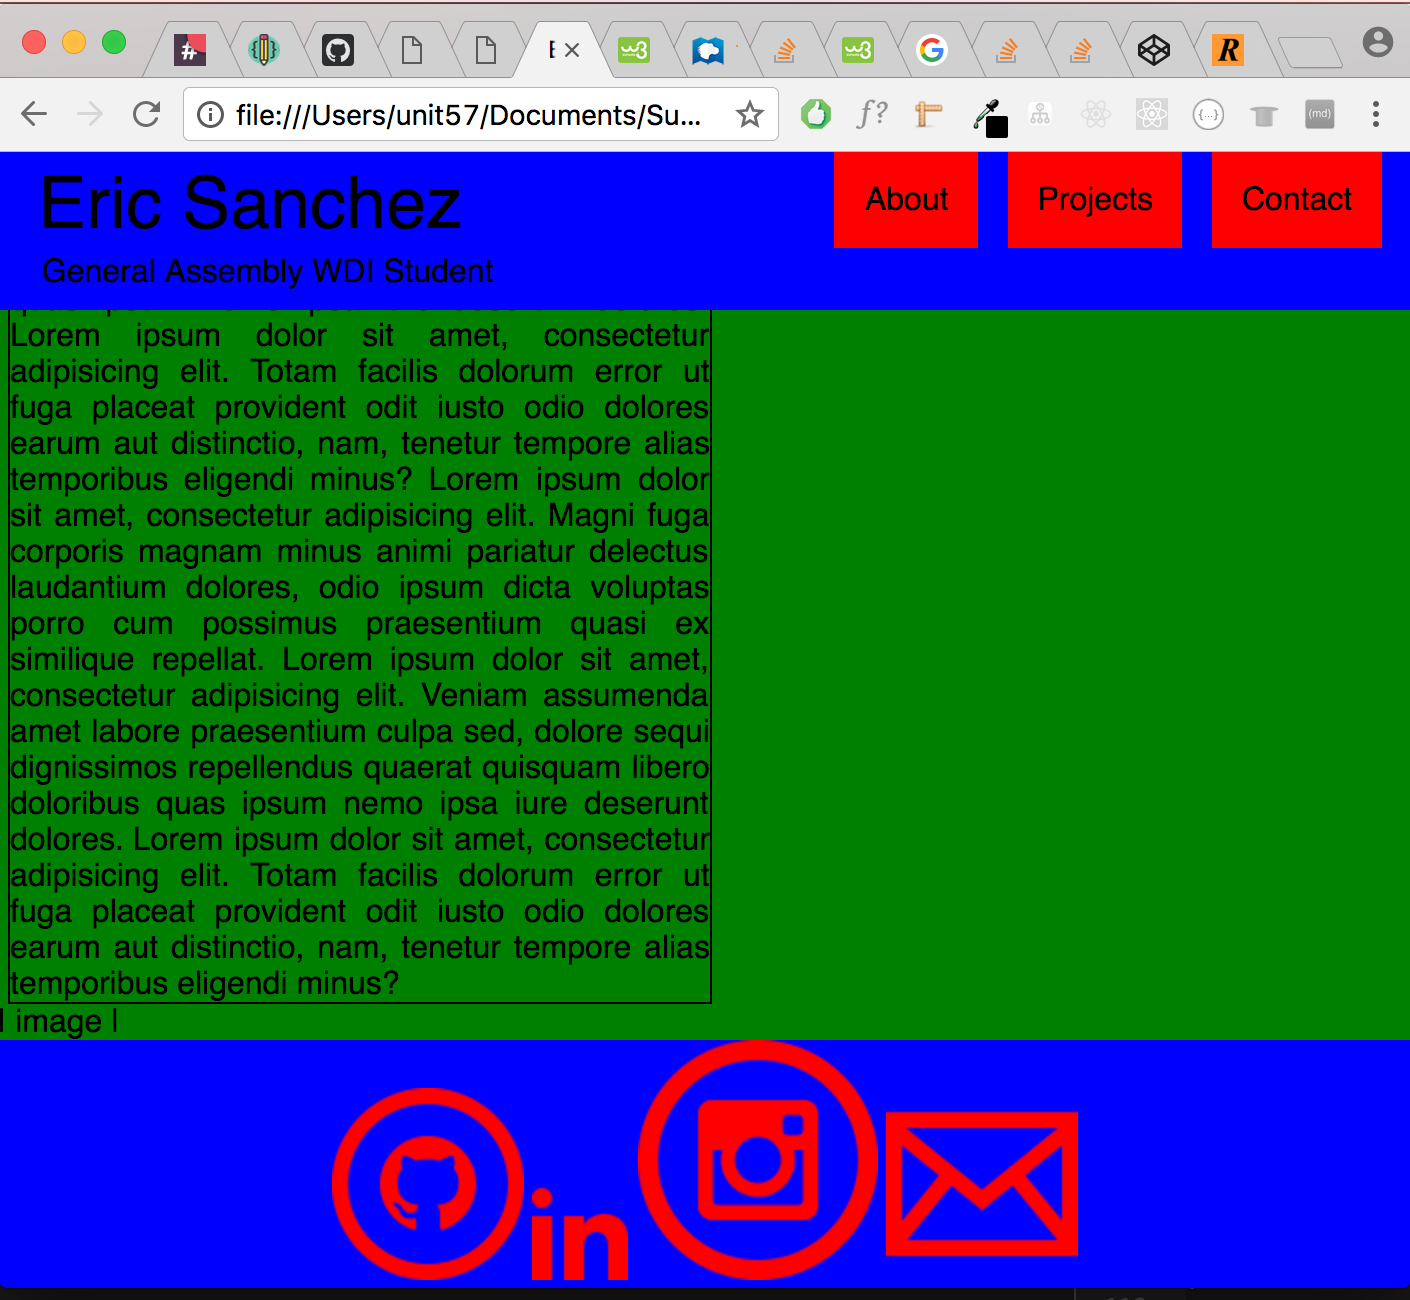 file:///Users/unit57/Documents/Su...
f?
{...}
(md)
Eric Sanchez
About
Projects
Contact
General Assembly WDI Student
Lorem ipsum dolor sit amet, consectetur
adipisicing elit. Totam facilis dolorum error ut
fuga placeat provident odit iusto odio dolores
earum aut distinctio, nam, tenetur tempore alias
temporibus eligendi minus? Lorem ipsum dolor
sit amet, consectetur adipisicing elit. Magni fuga
corporis magnam minus animi pariatur delectus
laudantium dolores, odio ipsum dicta voluptas
porro cum possimus praesentium quasi ex
similique repellat. Lorem ipsum dolor sit amet,
consectetur adipisicing elit. Veniam assumenda
amet labore praesentium culpa sed, dolore sequi
dignissimos repellendus quaerat quisquam libero
doloribus quas ipsum nemo ipsa iure deserunt
dolores. Lorem ipsum dolor sit amet, consectetur
adipisicing elit. Totam facilis dolorum error ut
fuga placeat provident odit iusto odio dolores
earum aut distinctio, nam, tenetur tempore alias
temporibus eligendi minus?
| image |
in